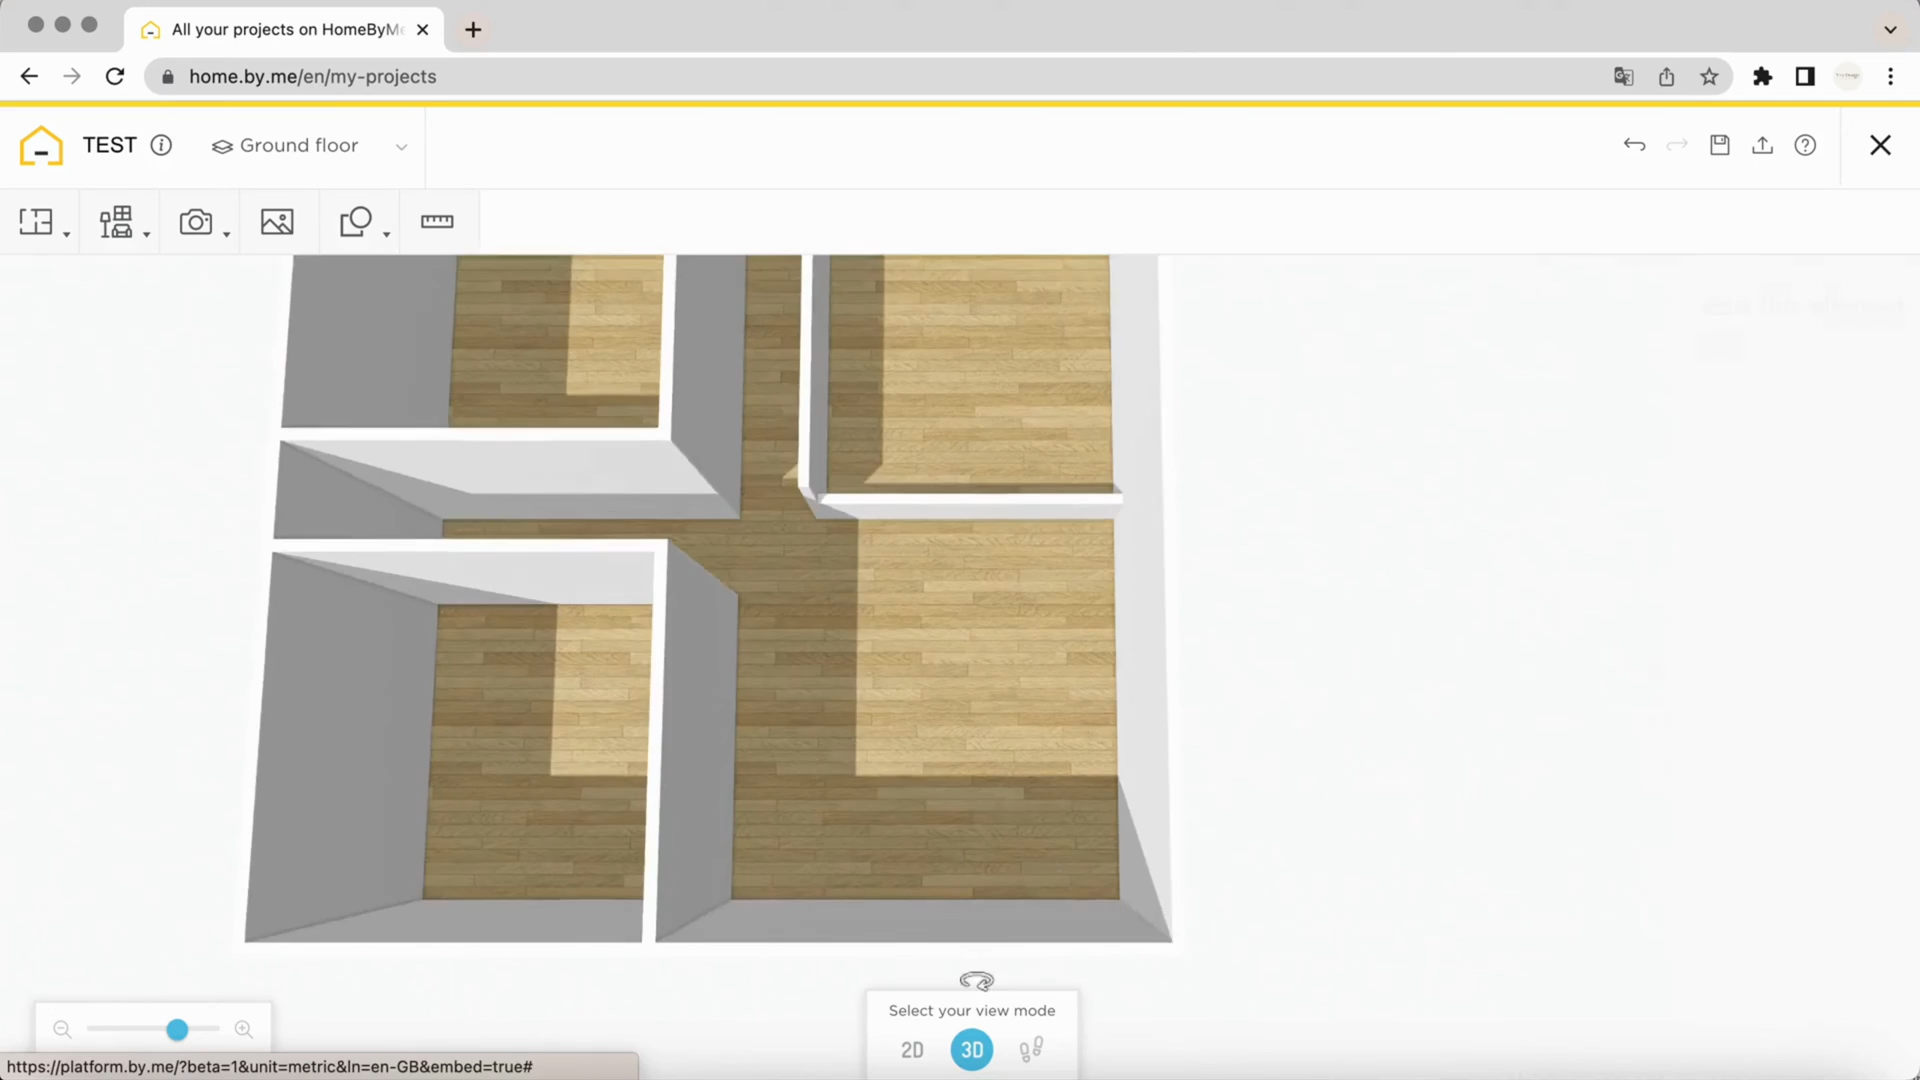 All your projects on HomeByMe
home.by.me/en/my-projects
TEST
Ground floor
Select your view mode
2D
3D
https://platform.by.me/?beta=1&unit=metric&ln=en-GB&embed=true#